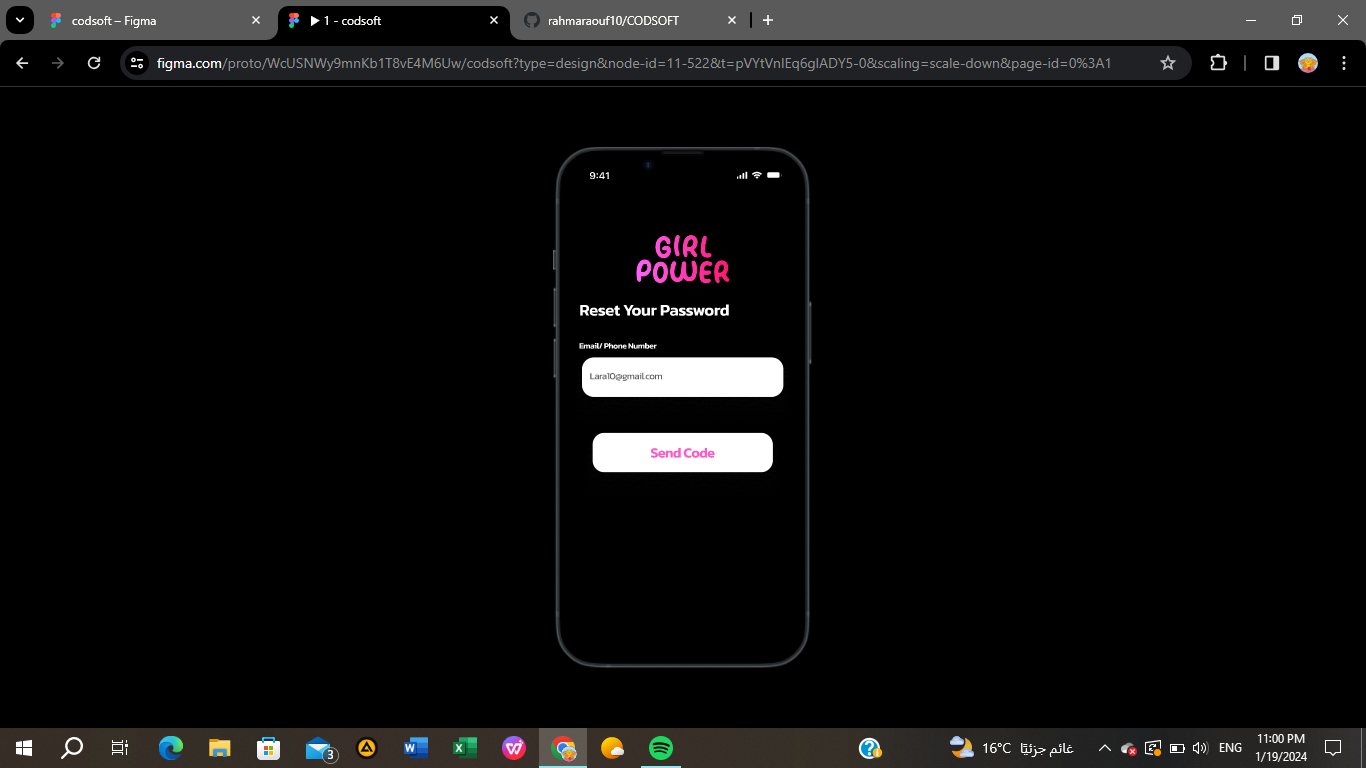 codsoft – Figma
▶ 1 - codsoft
rahmaraouf10/CODSOFT
figma.com/proto/WcUSNWy9mnKb1T8vE4M6Uw/codsoft?type=design&node-id=11-522&t=pVYtVnlEq6glADY5-0&scaling=scale-down&page-id=0%3A1
9:41
GIRL
POWER
Reset Your Password
Email/ Phone Number
Lara10@gmail.com
Send Code
3
16°C غائم جزئيًا
ENG
11:00 PM
1/19/2024